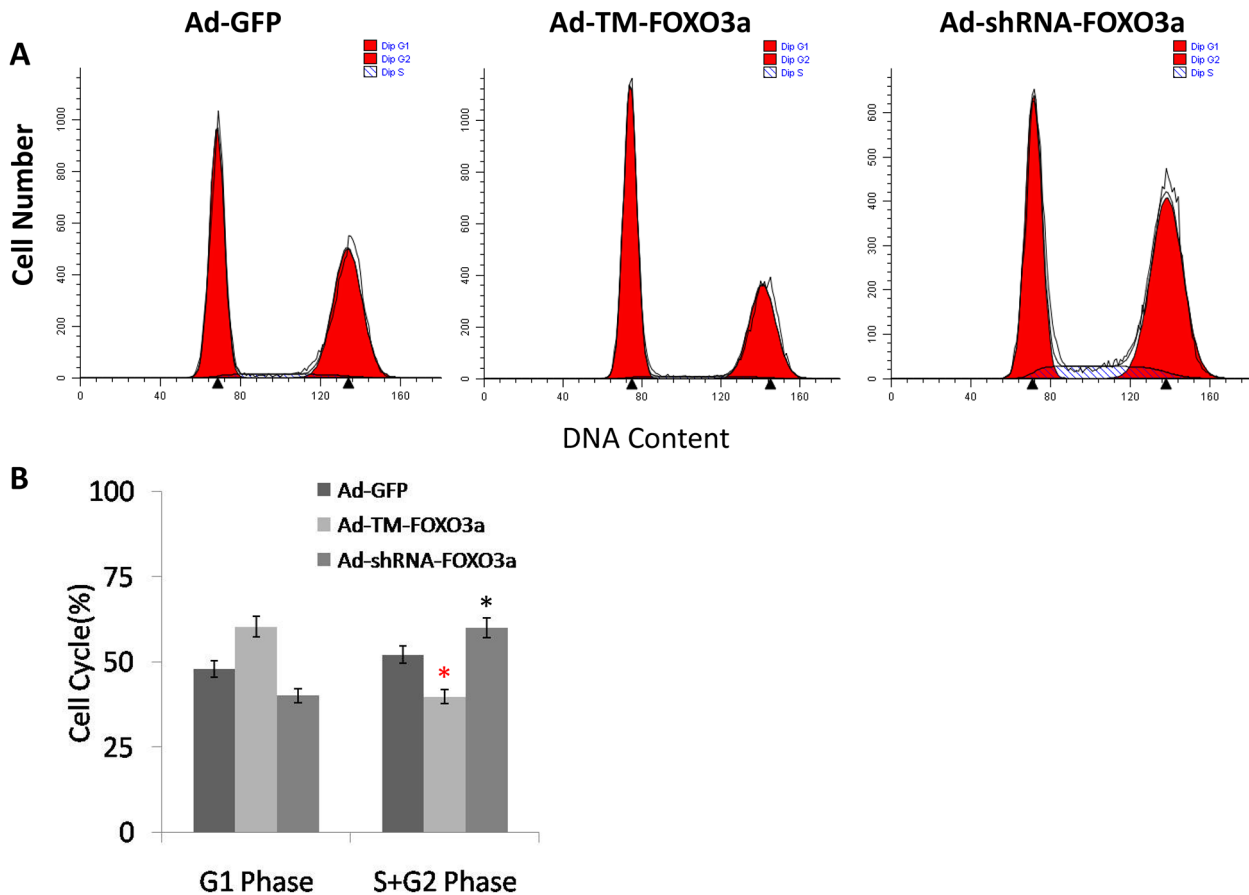 Ad-GFP
Ad-TM-FOXO3a
Ad-shRNA-FOXO3a
A
Cell Number
Dip G1
Dip G2
Dip S
0 200 400 600 800 1000
0 40 80 120 160
Dip G1
Dip G2
Dip S
0 200 400 600 800 1000
0 40 80 120 160
Dip G1
Dip G2
Dip S
0 100 200 300 400 500 600
0 40 80 120 160
DNA Content
B
Cell Cycle(%)
100
75
50
25
0
Ad-GFP
Ad-TM-FOXO3a
Ad-shRNA-FOXO3a
*
*
G1 Phase
S+G2 Phase